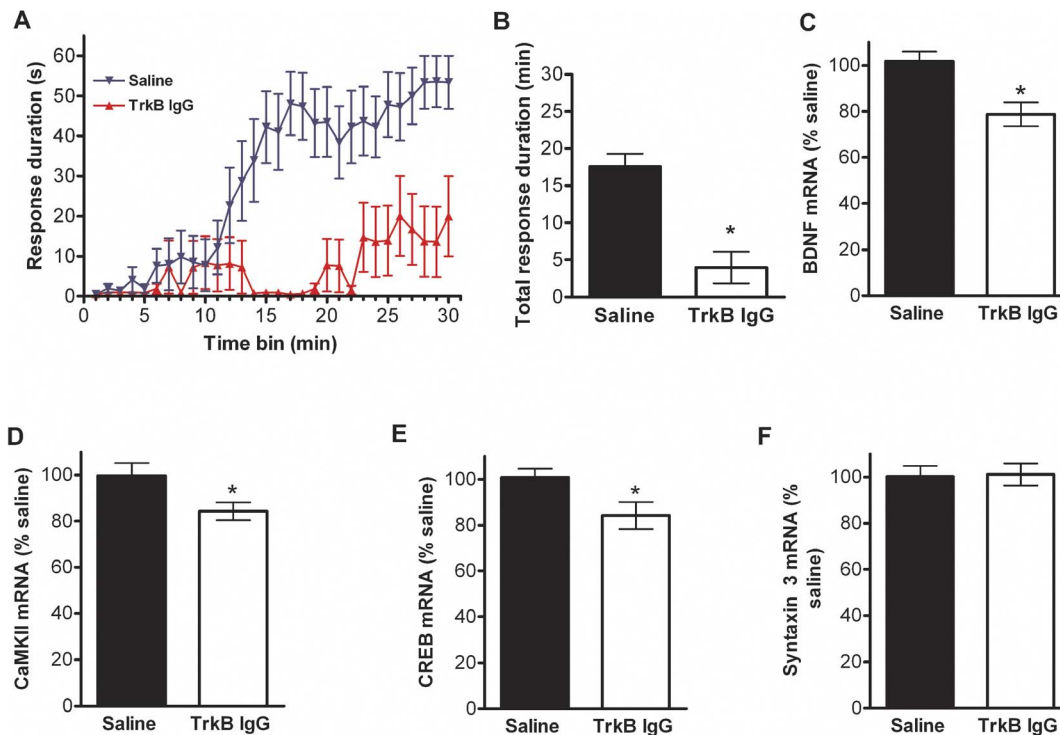 A
Response duration (s)
60
50
40
30
20
10
0
Saline
TrkB IgG
0
5
10
15
20
25
30
Time bin (min)
B
Total response duration (min)
30
25
20
15
10
5
0
*
Saline
TrkB IgG
C
BDNF mRNA (% saline)
100
80
60
40
20
0
*
Saline
TrkB IgG
D
CaMKII mRNA (% saline)
100
80
60
40
20
0
*
Saline
TrkB IgG
E
CREB mRNA (% saline)
100
80
60
40
20
0
*
Saline
TrkB IgG
F
Syntaxin 3 mRNA (%
saline)
100
80
60
40
20
0
Saline
TrkB IgG